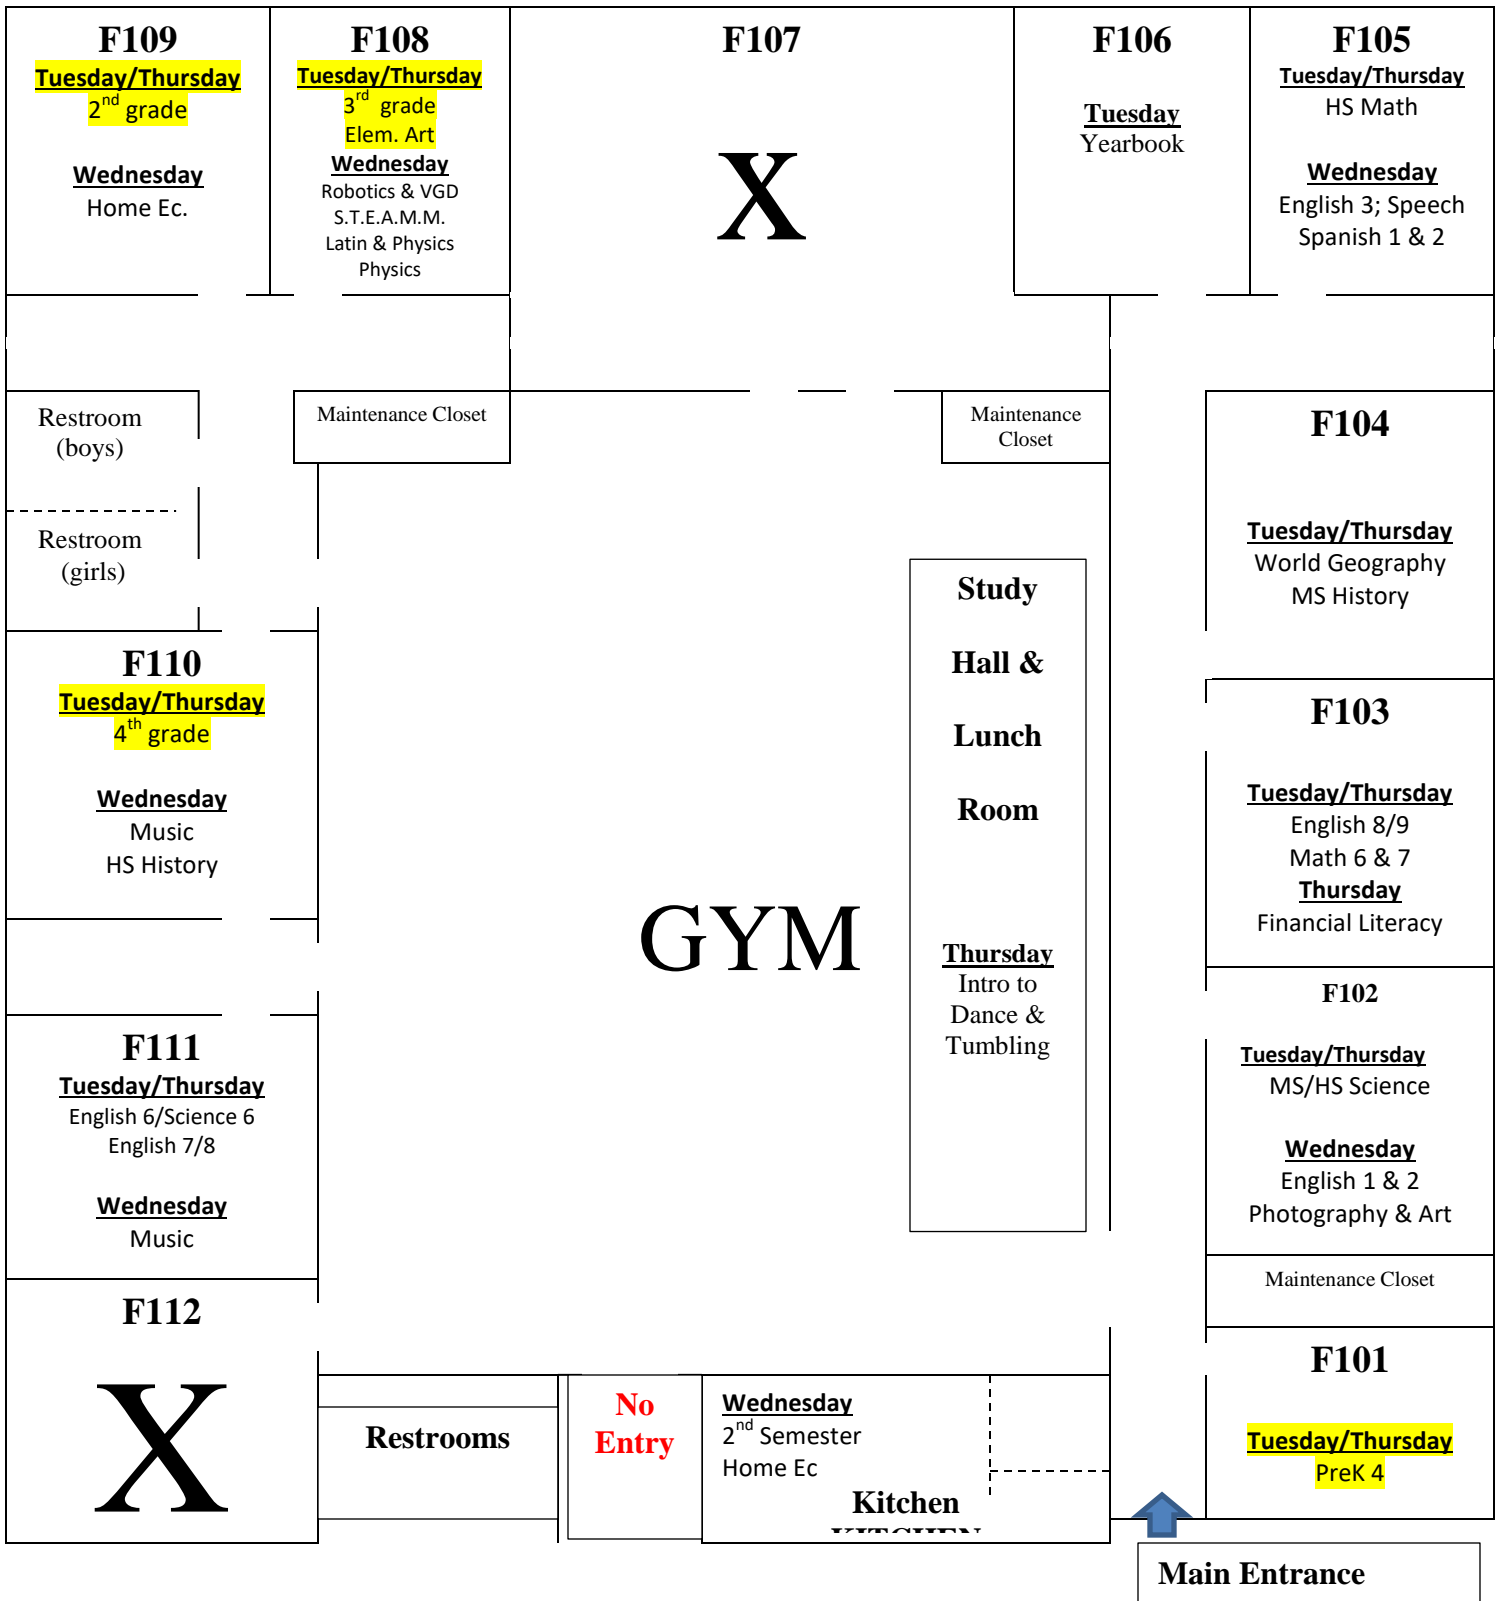 F109
Tuesday/Thursday
2nd grade
Wednesday
Home Ec.
F108
Tuesday/Thursday
3rd grade
Elem. Art
Wednesday
Robotics & VGD
S.T.E.A.M.M.
Latin & Physics
Physics
F107
X
F106
Tuesday
Yearbook
F105
Tuesday/Thursday
HS Math
Wednesday
English 3; Speech
Spanish 1 & 2
Restroom
(boys)
Maintenance Closet
Maintenance
Closet
F104
Tuesday/Thursday
World Geography
MS History
Restroom
(girls)
Study
Hall &
Lunch
Room
Thursday
Intro to
Dance &
Tumbling
F110
Tuesday/Thursday
4th grade
Wednesday
Music
HS History
GYM
F103
Tuesday/Thursday
English 8/9
Math 6 & 7
Thursday
Financial Literacy
F102
Tuesday/Thursday
MS/HS Science
Wednesday
English 1 & 2
Photography & Art
F111
Tuesday/Thursday
English 6/Science 6
English 7/8
Wednesday
Music
Maintenance Closet
F112
X
Restrooms
No
Entry
Wednesday
2nd Semester
Home Ec
Kitchen
KITCHEN
F101
Tuesday/Thursday
PreK 4
Main Entrance